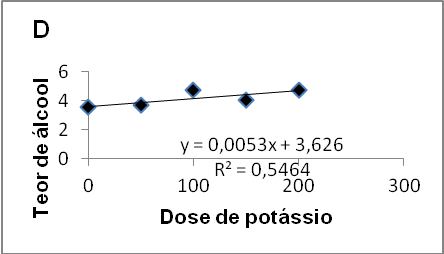 D
Teor de álcool
6
4
2
0
y = 0,0053x + 3,626
R² = 0,5464
0
100
200
300
Dose de potássio